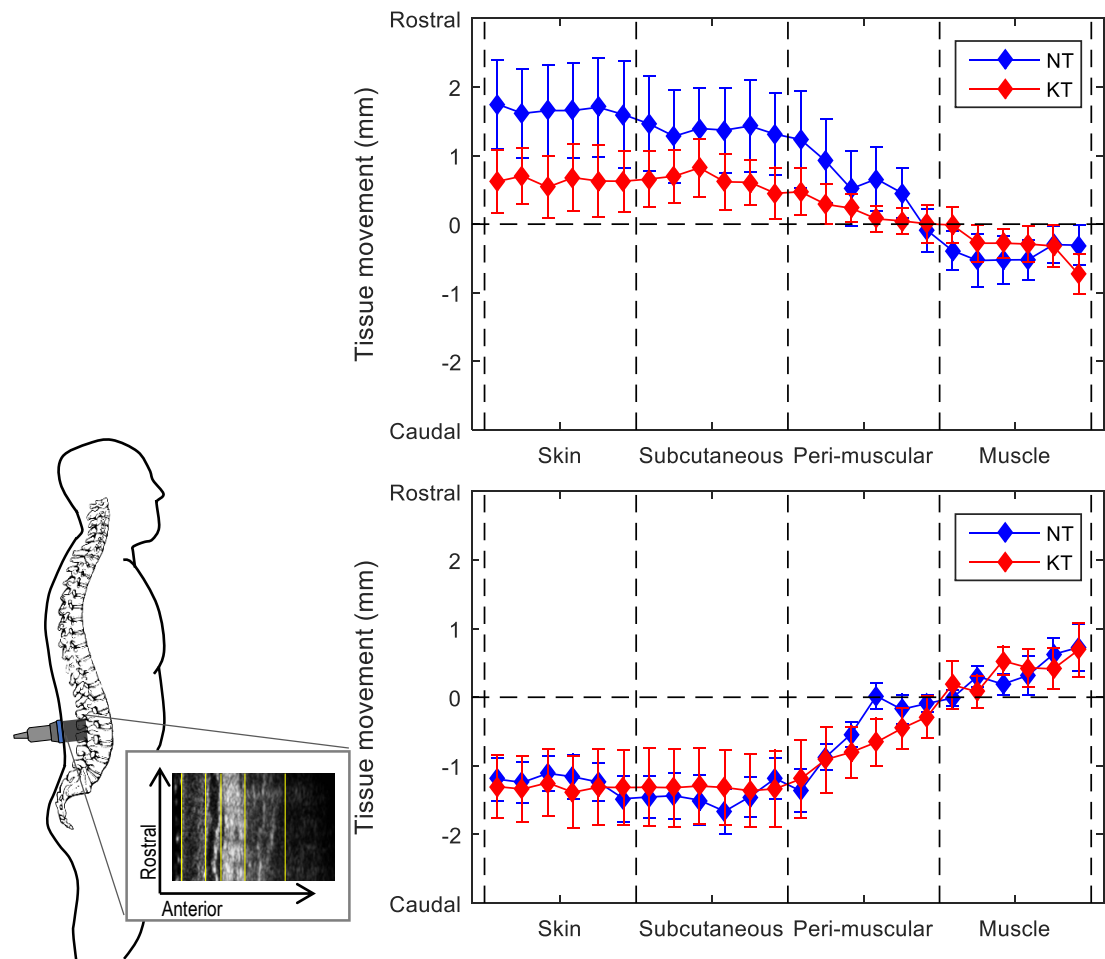 Rostral
2
1
0
-1
-2
Caudal
Tissue movement (mm)
NT
KT
Skin Subcutaneous Peri-muscular Muscle
Rostral
2
1
0
-1
-2
Caudal
Tissue movement (mm)
NT
KT
Skin Subcutaneous Peri-muscular Muscle
Rostral
Anterior